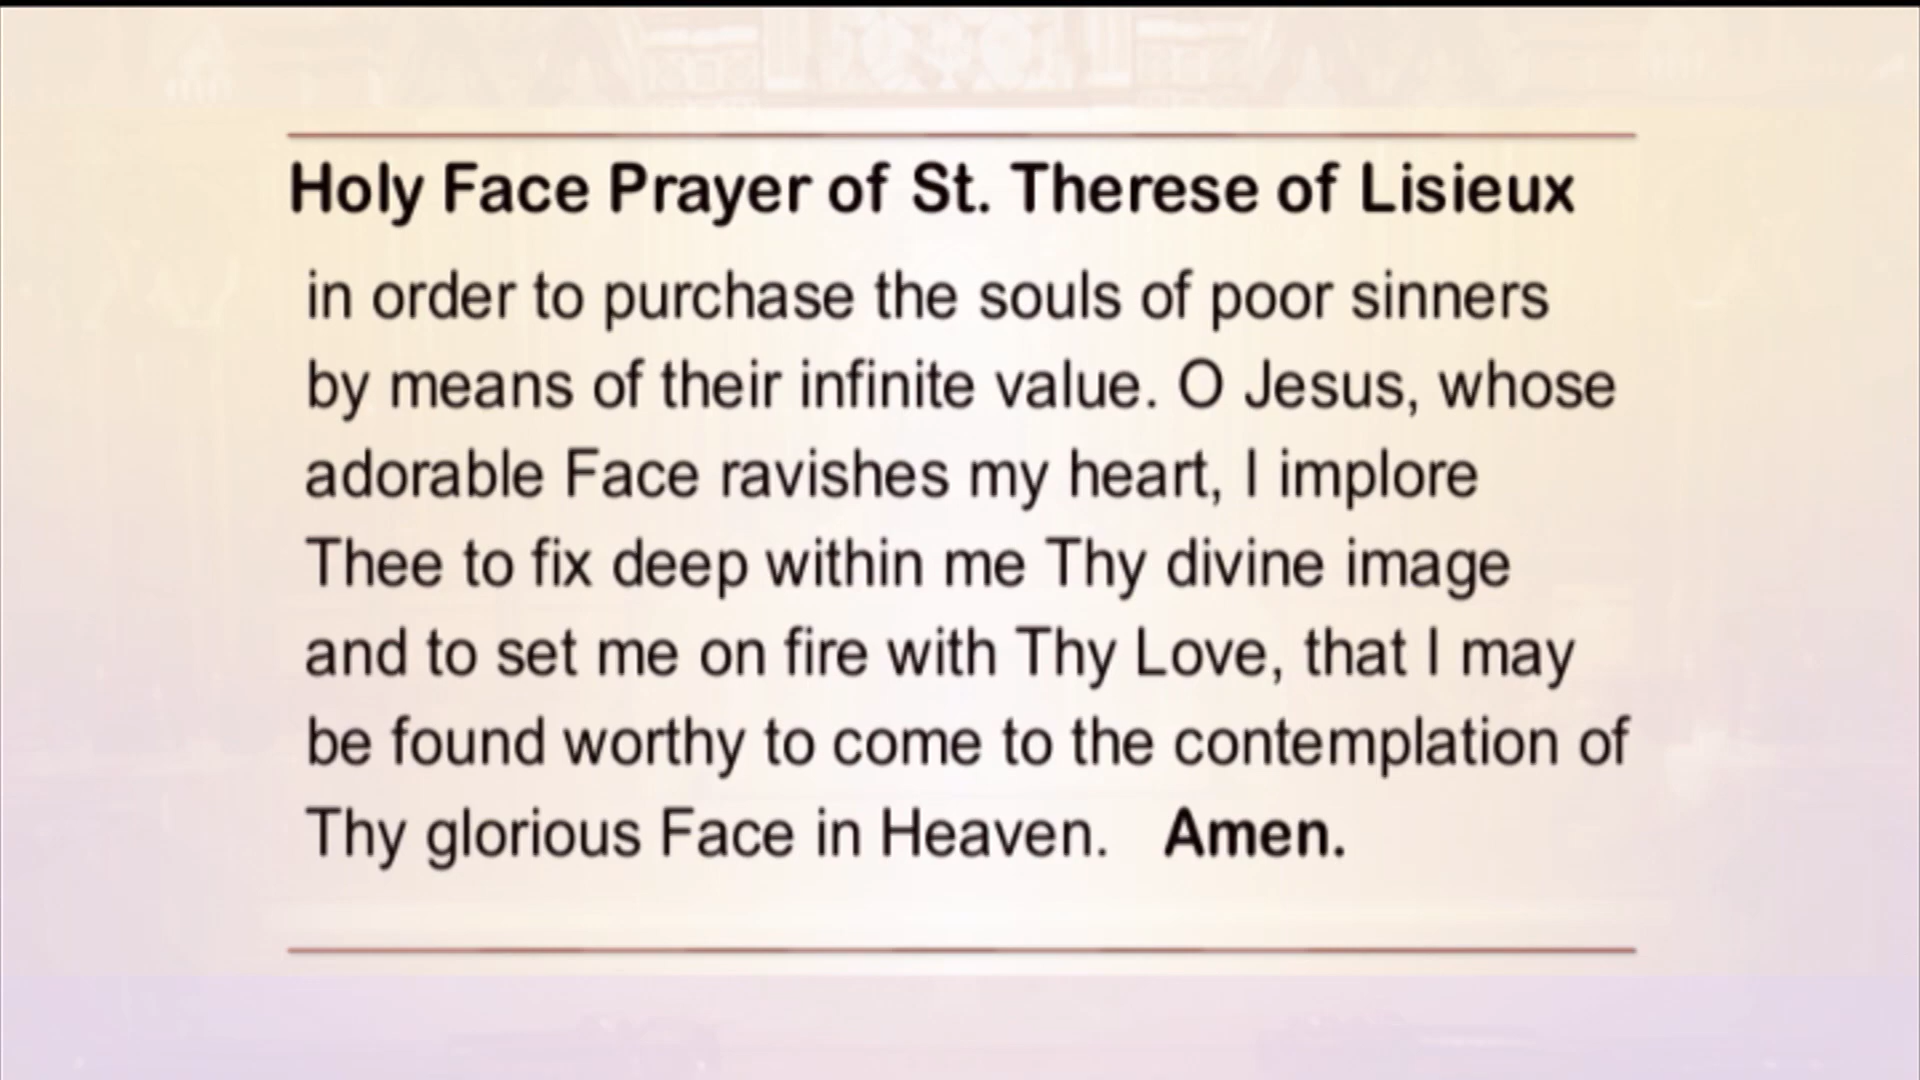 Holy Face Prayer of St. Therese of Lisieux
in order to purchase the souls of poor sinners
by means of their infinite value. O Jesus, whose
adorable Face ravishes my heart, I implore
Thee to fix deep within me Thy divine image
and to set me on fire with Thy Love, that I may
be found worthy to come to the contemplation of
Thy glorious Face in Heaven. Amen.